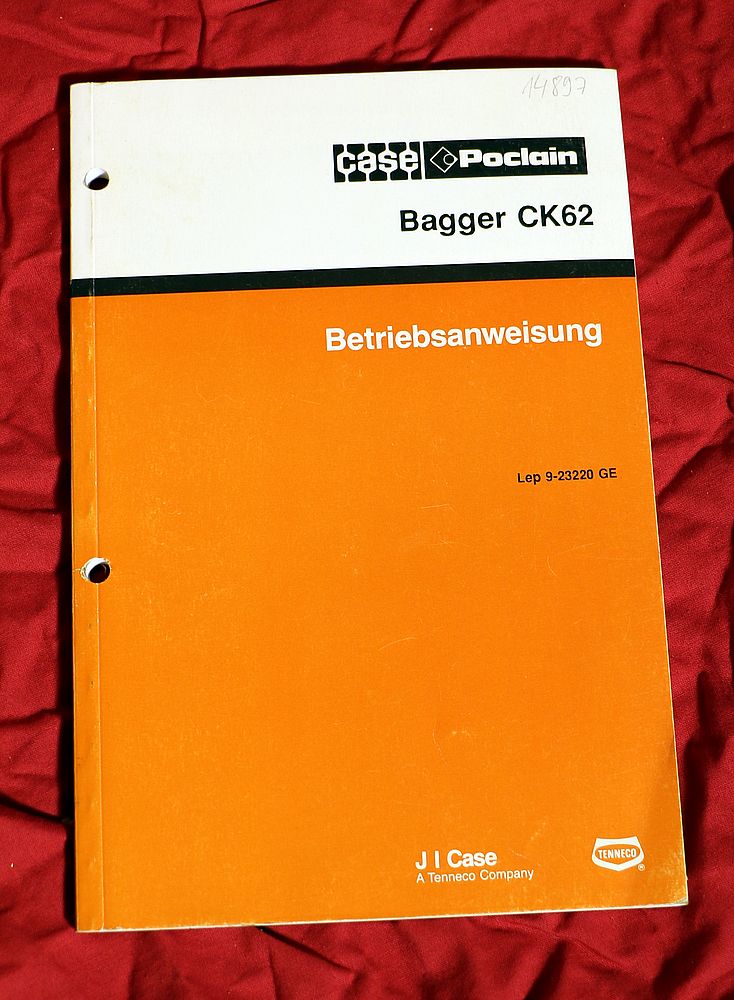 14897
case Poclain
Bagger CK62
Betriebsanweisung
Lep 9-23220 GE
J I Case
A Tenneco Company
TENNECO
®